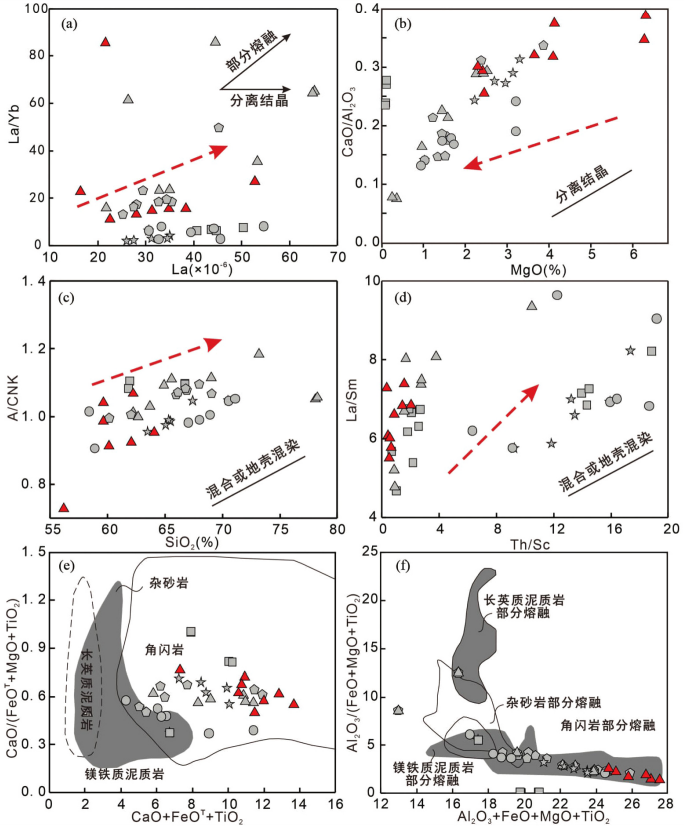 (a)
部分熔融
分离结晶
La/Yb
100
80
60
40
20
0
10
20
30
40
50
60
70
La(×10⁻⁶)
(b)
分离结晶
CaO/Al₂O₃
0.4
0.3
0.2
0.1
0.0
0
1
2
3
4
5
6
MgO(%)
(c)
混合或地壳混染
A/CNK
1.4
1.2
1.0
0.8
55
60
65
70
75
80
SiO₂(%)
(d)
混合或地壳混染
La/Sm
10
8
6
4
0
4
8
12
16
20
Th/Sc
(e)
杂砂岩
角闪岩
长英质泥质岩
镁铁质泥质岩
CaO/(FeOᵀ+MgO+TiO₂)
1.5
1.2
0.9
0.6
0.3
0.0
0
2
4
6
8
10
12
14
16
CaO+FeOᵀ+TiO₂
(f)
长英质泥质岩
部分熔融
杂砂岩部分熔融
角闪岩部分熔融
镁铁质泥质岩
部分熔融
Al₂O₃/(FeO+MgO+TiO₂)
25
20
15
10
5
0
12
14
16
18
20
22
24
26
28
Al₂O₃+FeO+MgO+TiO₂